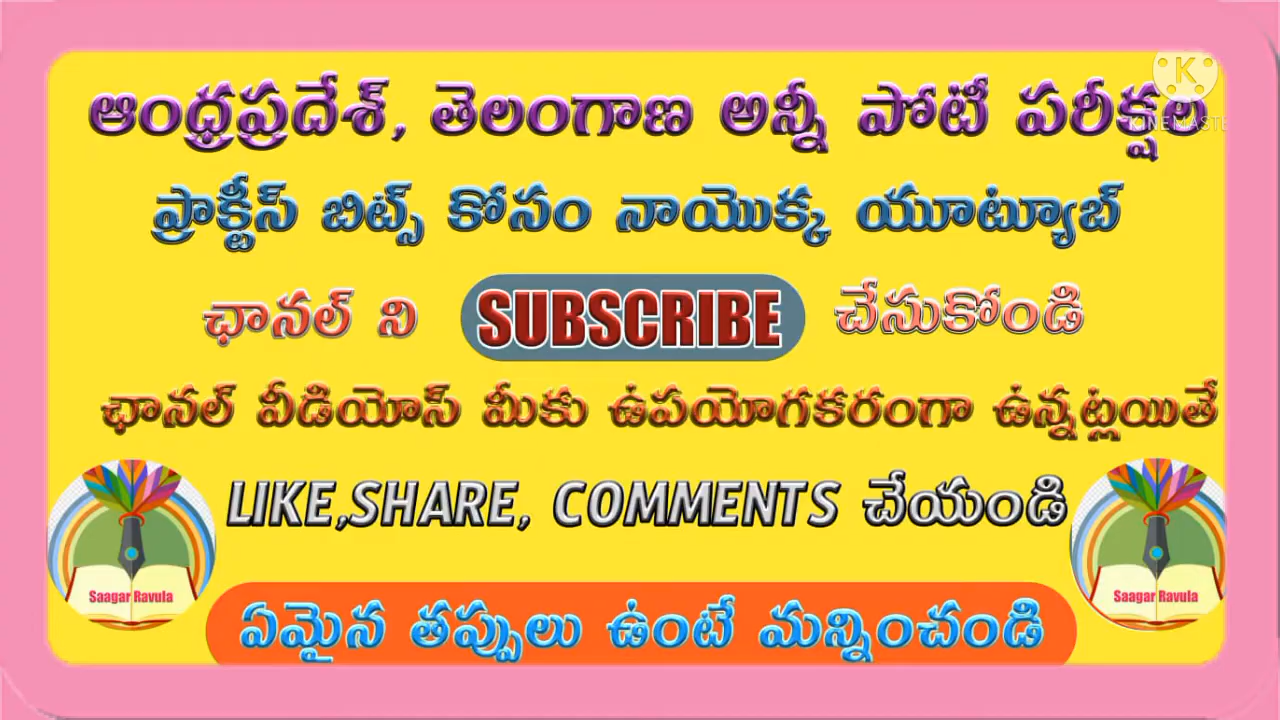 ఆంధ్రప్రదేశ్, తెలంగాణ అన్నీ పోటీ పరీక్షల
KINEMASTE
ప్రాక్టీస్ బిట్స్ కోసం నాయొక్క యూట్యూబ్
ఛానల్ ని SUBSCRIBE చేసుకోండి
ఛానల్ వీడియోస్ మీకు ఉపయోగకరంగా ఉన్నట్లయితే
LIKE,SHARE, COMMENTS చేయండి
Saagar Ravula
Saagar Ravula
ఏమైన తప్పులు ఉంటే మన్నించండి